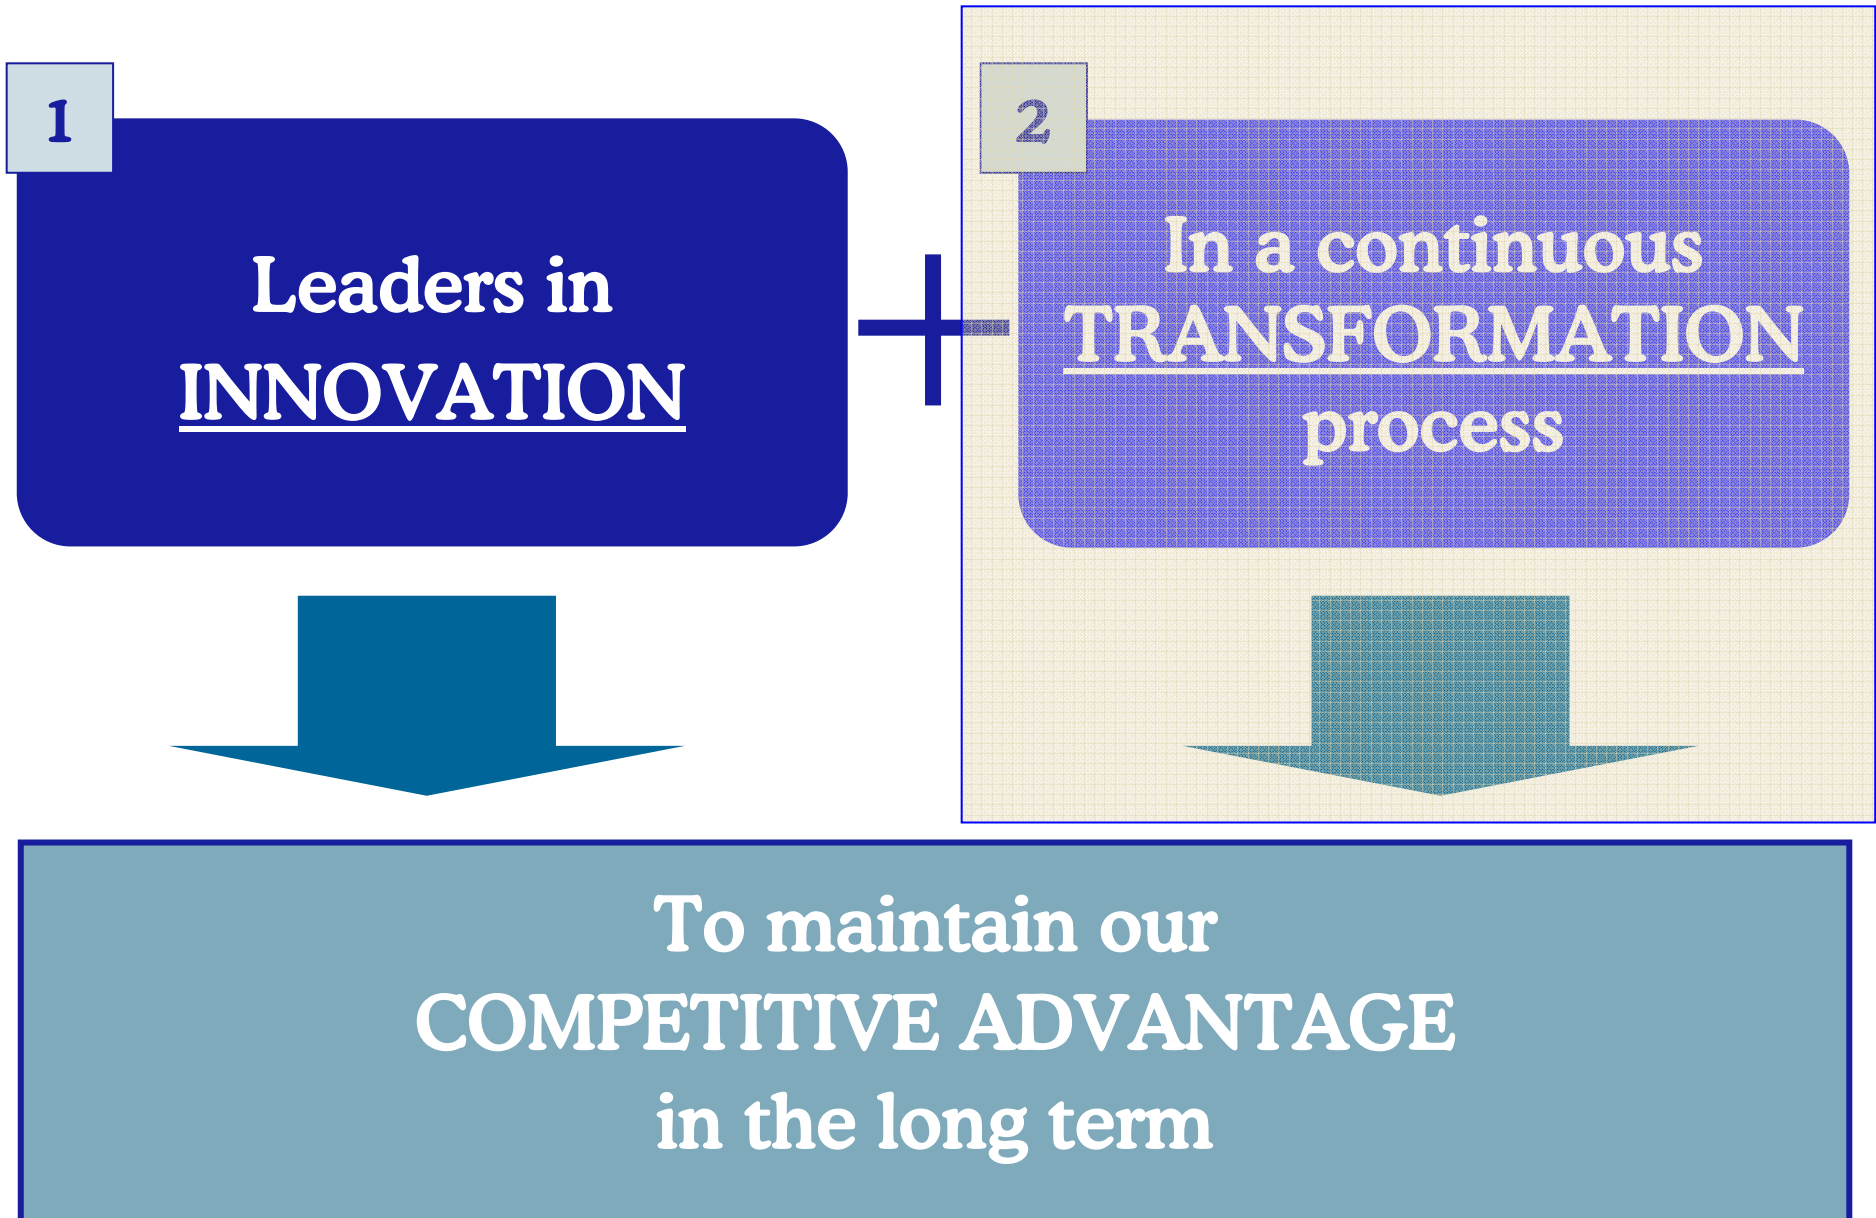 1
Leaders in
INNOVATION
2
In a continuous
TRANSFORMATION
process
To maintain our
COMPETITIVE ADVANTAGE
in the long term